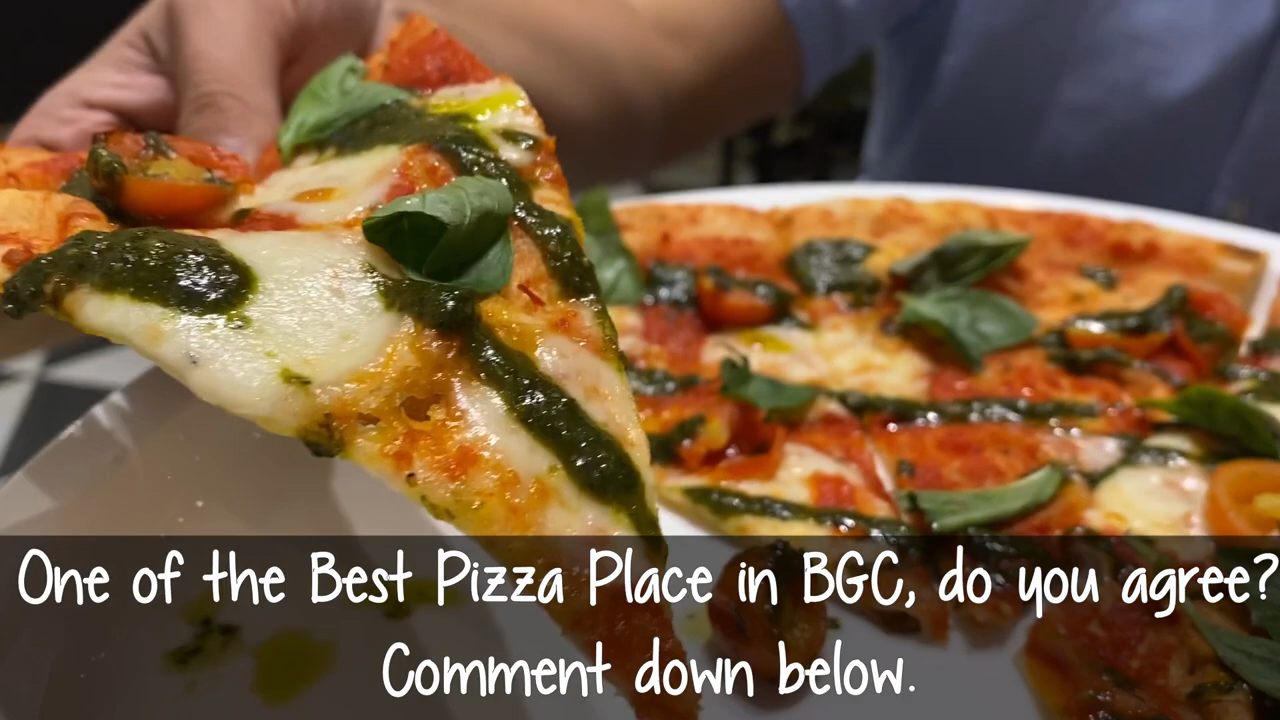 One of the Best Pizza Place in BGC, do you agree?
Comment down below.